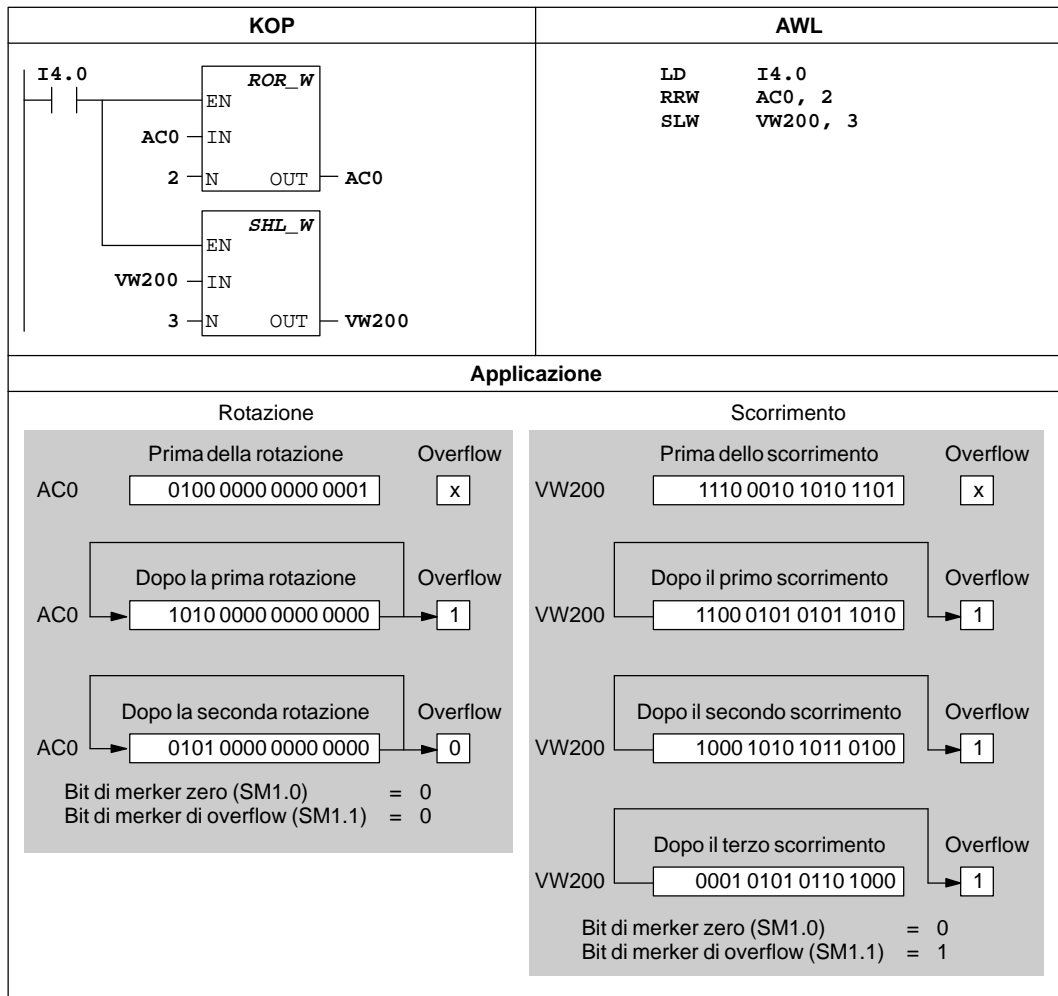 KOP
AWL
I4.0
ROR_W
EN
AC0
IN
2
N
OUT
AC0
SHL_W
EN
VW200
IN
3
N
OUT
VW200
LD I4.0
RRW AC0, 2
SLW VW200, 3
Applicazione
Rotazione
Prima della rotazione Overflow
AC0 0100 0000 0000 0001 x
Dopo la prima rotazione Overflow
AC0 1010 0000 0000 0000 1
Dopo la seconda rotazione Overflow
AC0 0101 0000 0000 0000 0
Bit di merker zero (SM1.0) = 0
Bit di merker di overflow (SM1.1) = 0
Scorrimento
Prima dello scorrimento Overflow
VW200 1110 0010 1010 1101 x
Dopo il primo scorrimento Overflow
VW200 1100 0101 0101 1010 1
Dopo il secondo scorrimento Overflow
VW200 1000 1010 1011 0100 1
Dopo il terzo scorrimento Overflow
VW200 0001 0101 0110 1000 1
Bit di merker zero (SM1.0) = 0
Bit di merker di overflow (SM1.1) = 1